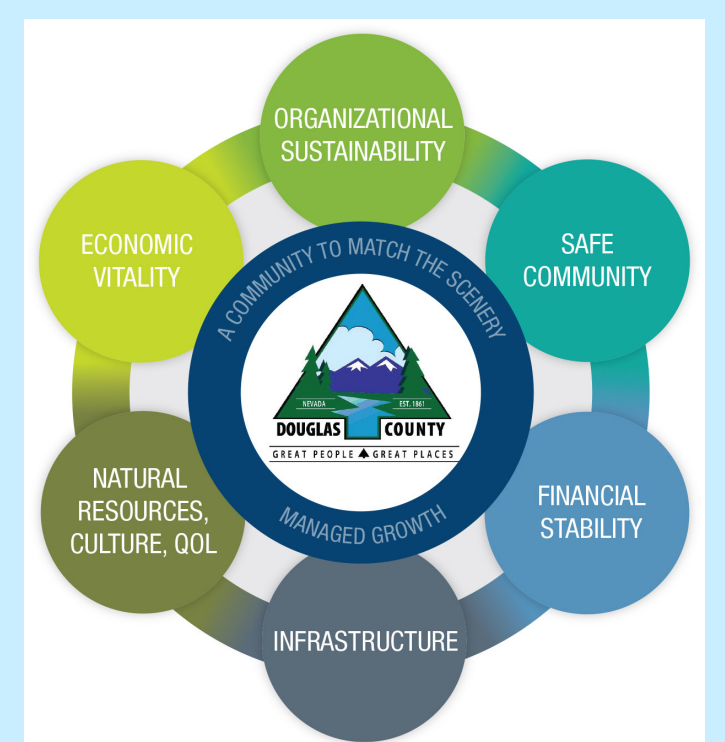 ORGANIZATIONAL
SUSTAINABILITY
ECONOMIC
VITALITY
SAFE
COMMUNITY
A COMMUNITY TO MATCH THE SCENERY
NEVADA
EST. 1861
DOUGLAS COUNTY
GREAT PEOPLE GREAT PLACES
MANAGED GROWTH
NATURAL
RESOURCES,
CULTURE, QOL
FINANCIAL
STABILITY
INFRASTRUCTURE